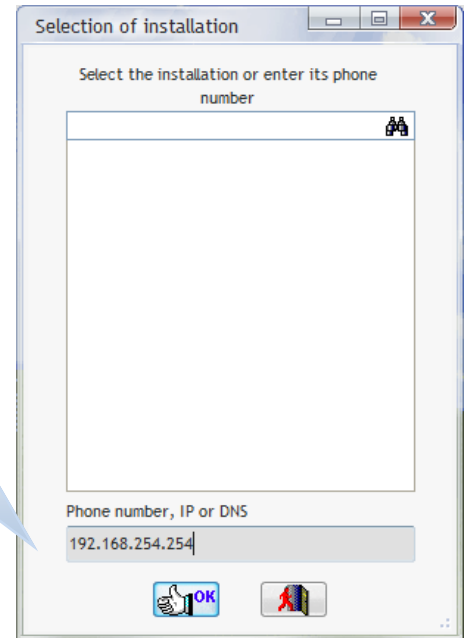 Selection of installation
Select the installation or enter its phone
number
Phone number, IP or DNS
192.168.254.254
OK